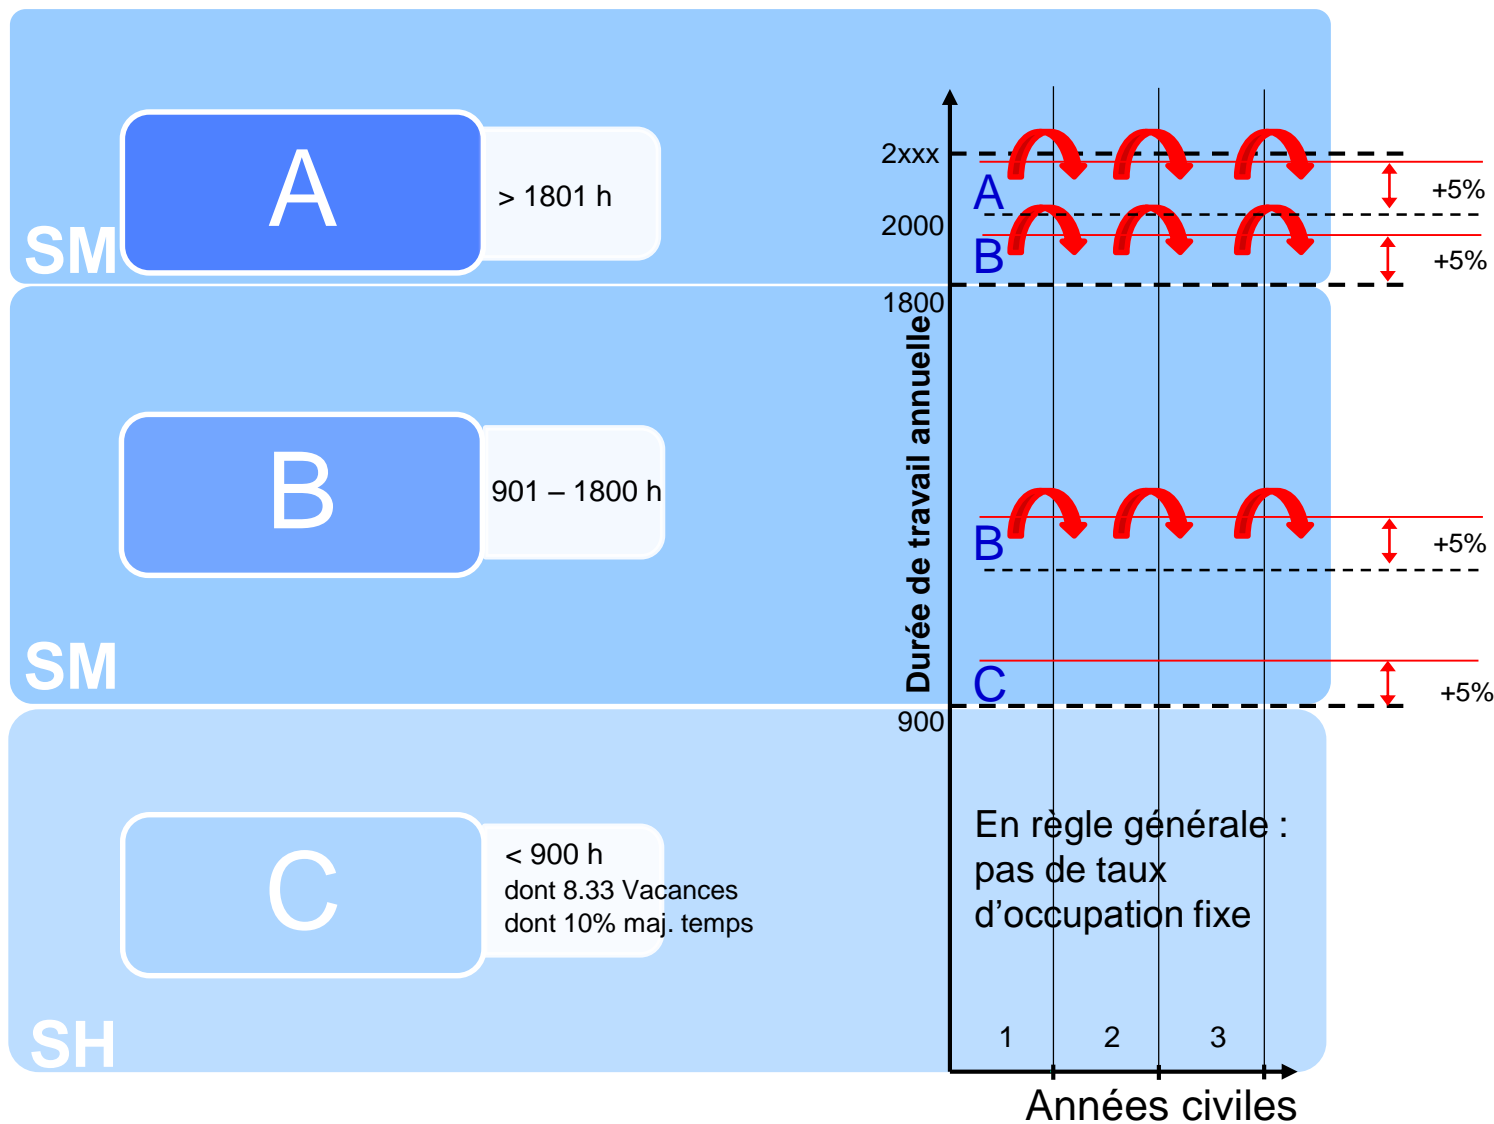 A
> 1801 h
SM
B
901 – 1800 h
SM
C
< 900 h
dont 8.33 Vacances
dont 10% maj. temps
SH
Durée de travail annuelle
2xxx
A
+5%
2000
B
+5%
1800
B
+5%
C
+5%
900
En règle générale :
pas de taux
d’occupation fixe
1 2 3
Années civiles